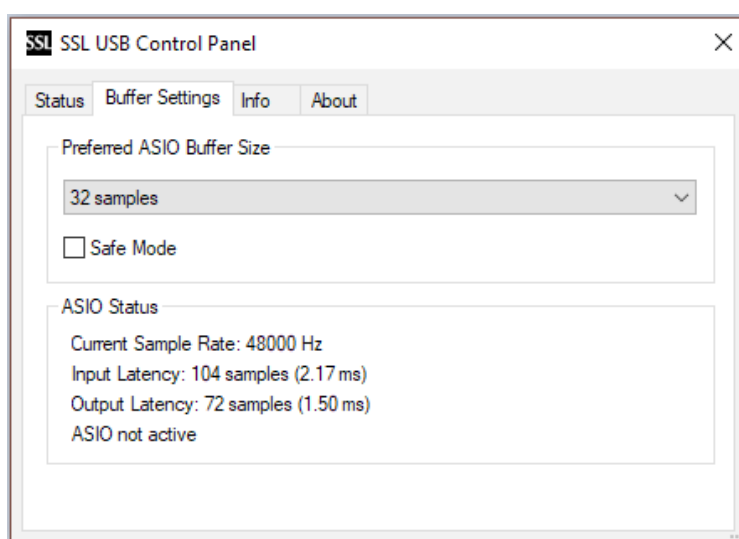 SSL SSL USB Control Panel
Status Buffer Settings Info About
Preferred ASIO Buffer Size
32 samples
Safe Mode
ASIO Status
Current Sample Rate: 48000 Hz
Input Latency: 104 samples (2.17 ms)
Output Latency: 72 samples (1.50 ms)
ASIO not active